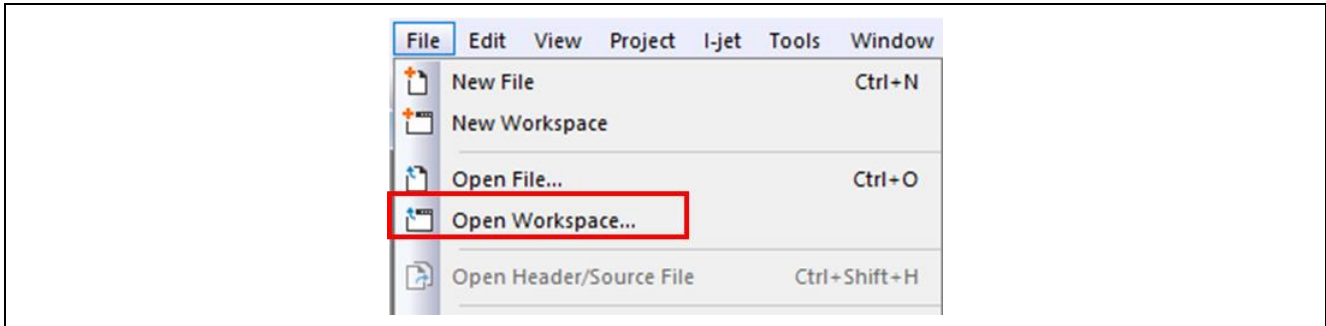 File Edit View Project I-jet Tools Window
New File Ctrl+N
New Workspace
Open File... Ctrl+O
Open Workspace...
Open Header/Source File Ctrl+Shift+H